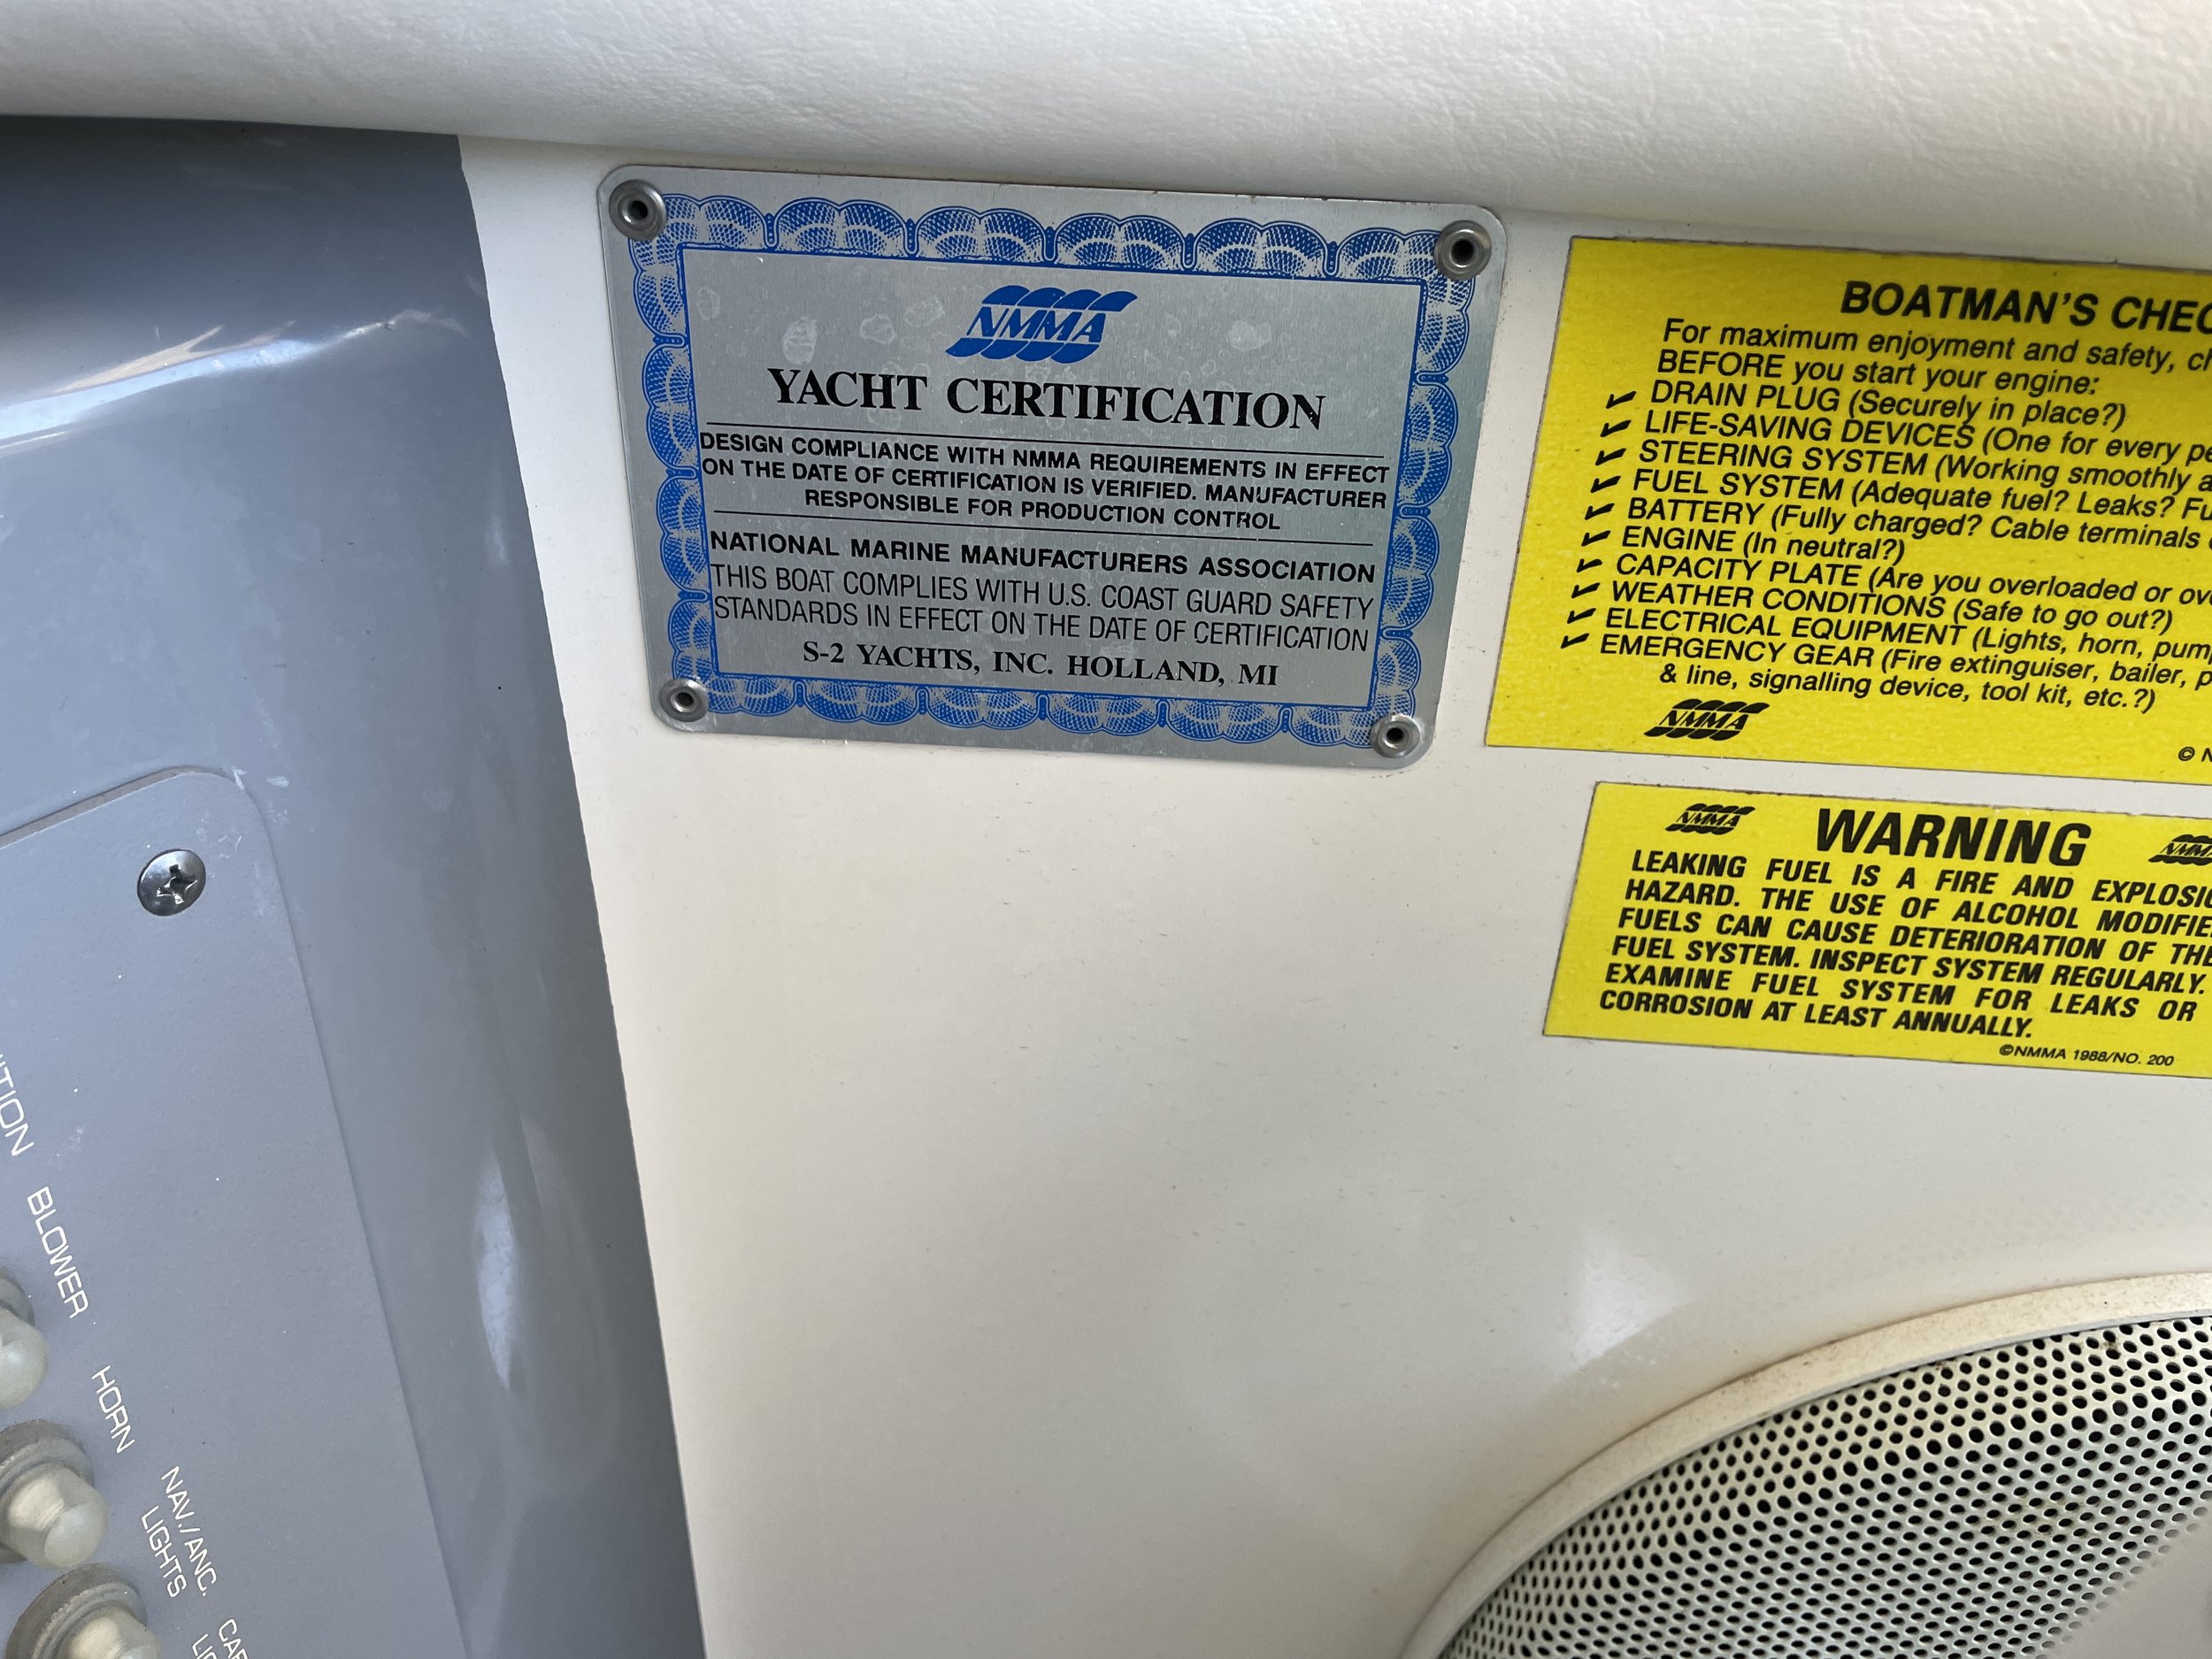 NMMA
YACHT CERTIFICATION
DESIGN COMPLIANCE WITH NMMA REQUIREMENTS IN EFFECT
ON THE DATE OF CERTIFICATION IS VERIFIED. MANUFACTURER
RESPONSIBLE FOR PRODUCTION CONTROL
NATIONAL MARINE MANUFACTURERS ASSOCIATION
THIS BOAT COMPLIES WITH U.S. COAST GUARD SAFETY
STANDARDS IN EFFECT ON THE DATE OF CERTIFICATION
S-2 YACHTS, INC. HOLLAND, MI
BOATMAN'S
For maximum enjoyment and safety,
BEFORE you start your engine:
DRAIN PLUG (Securely in place?)
LIFE-SAVING DEVICES (One for every
STEERING SYSTEM (Working smoothly
FUEL SYSTEM (Adequate fuel? Leaks?
BATTERY (Fully charged? Cable terminals
ENGINE (In neutral?)
CAPACITY PLATE (Are you overloaded or
WEATHER CONDITIONS (Safe to go out?)
ELECTRICAL EQUIPMENT (Lights, horn,
EMERGENCY GEAR (Fire extinguiser, bailer,
& line, signalling device, tool kit, etc.?)
NMMA
©
NMMA WARNING NMMA
LEAKING FUEL IS A FIRE AND
HAZARD. THE USE OF ALCOHOL
FUELS CAN CAUSE DETERIORATION OF THE
FUEL SYSTEM. INSPECT SYSTEM REGULARLY.
EXAMINE FUEL SYSTEM FOR LEAKS OR
CORROSION AT LEAST ANNUALLY.
©NMMA 1988/NO. 200
BLOWER
HORN
NAV./ANC.
LIGHTS